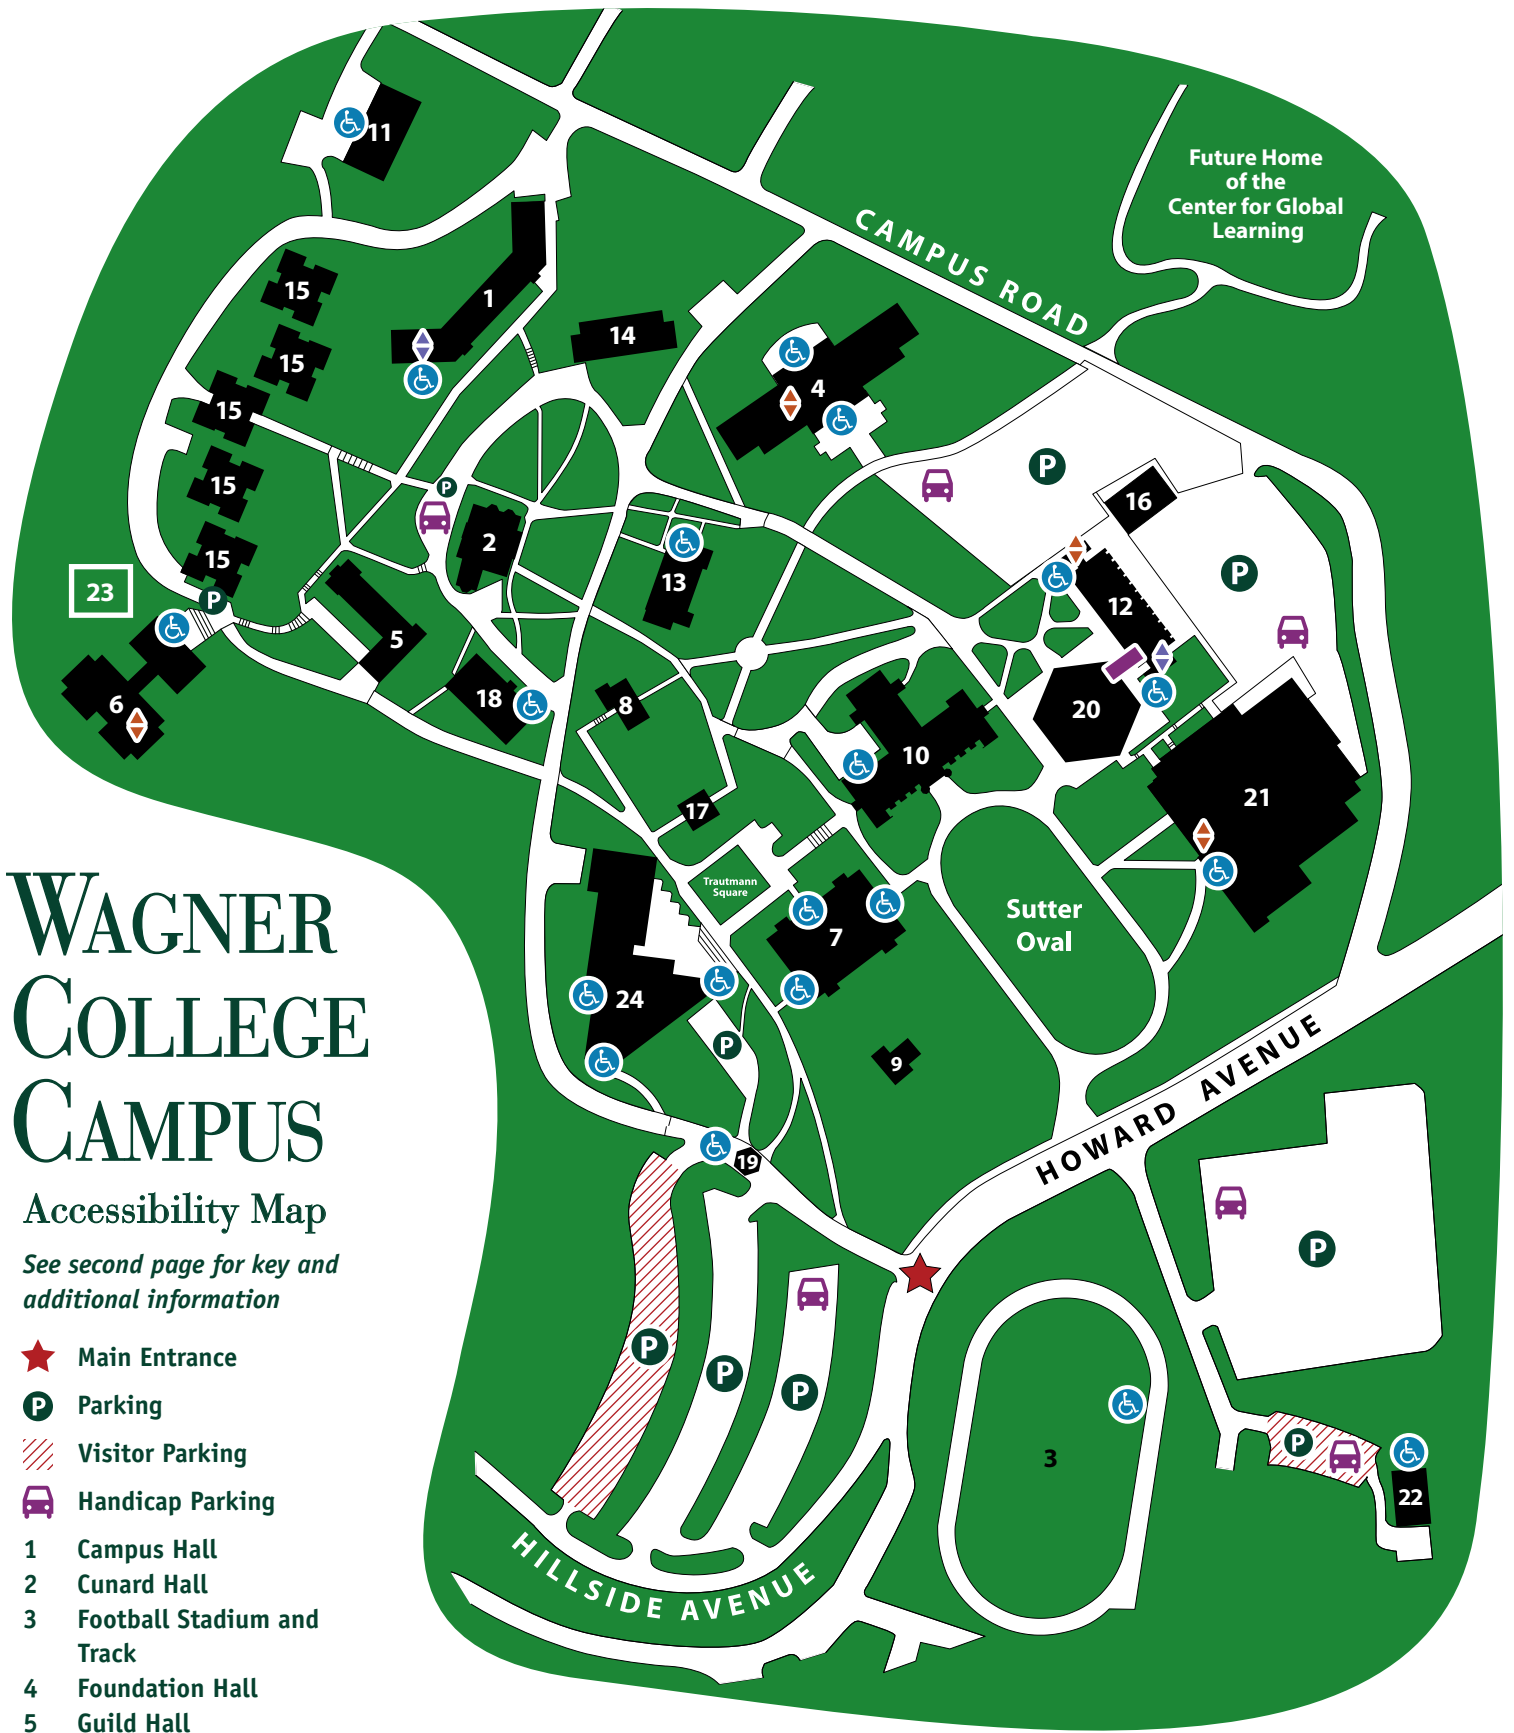 11
Future Home
of the
Center for Global
Learning
CAMPUS ROAD
15
1
14
15
4
15
P
P
16
15
2
P
15
13
12
23
P
5
6
18
8
20
10
21
17
Trautmann
Square
7
Sutter
Oval
24
P
9
HOWARD AVENUE
19
P
P
P
P
3
P
22
HILLSIDE AVENUE
WAGNER
COLLEGE
CAMPUS
Accessibility Map
See second page for key and
additional information
Main Entrance
P Parking
Visitor Parking
Handicap Parking
1 Campus Hall
2 Cunard Hall
3 Football Stadium and
Track
4 Foundation Hall
5 Guild Hall